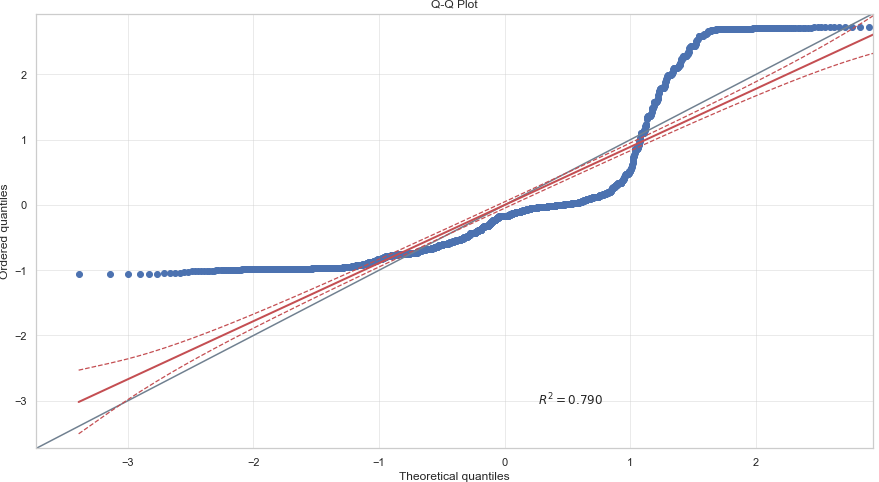 Q-Q Plot
Ordered quantiles
2
1
0
−1
−2
−3
R² = 0.790
−3 −2 −1 0 1 2
Theoretical quantiles